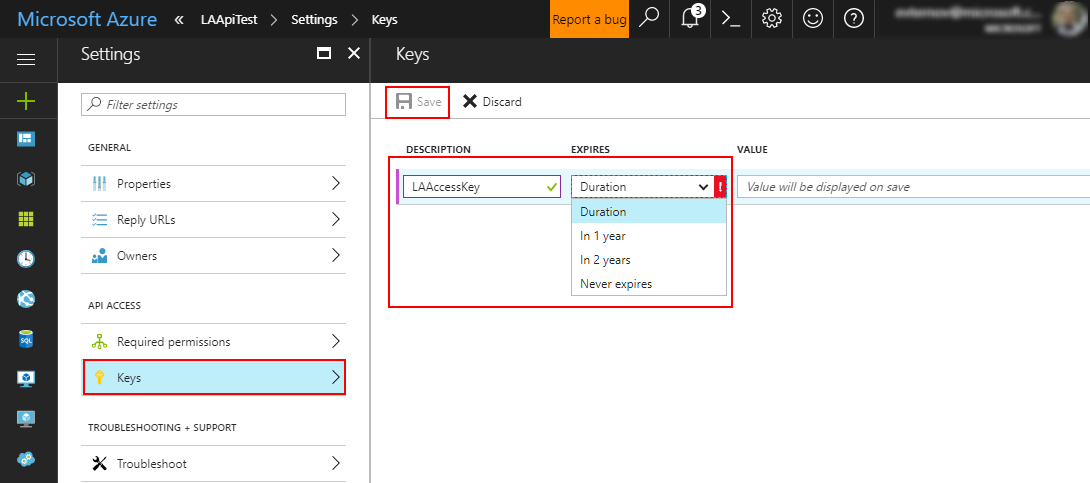 Microsoft Azure « LAApiTest > Settings > Keys Report a bug 3 >_ ?
Settings
Filter settings
GENERAL
Properties
Reply URLs
Owners
API ACCESS
Required permissions
Keys
TROUBLESHOOTING + SUPPORT
Troubleshoot
Keys
Save Discard
DESCRIPTION EXPIRES VALUE
LAAccessKey Duration ! Value will be displayed on save
Duration
In 1 year
In 2 years
Never expires
SQL